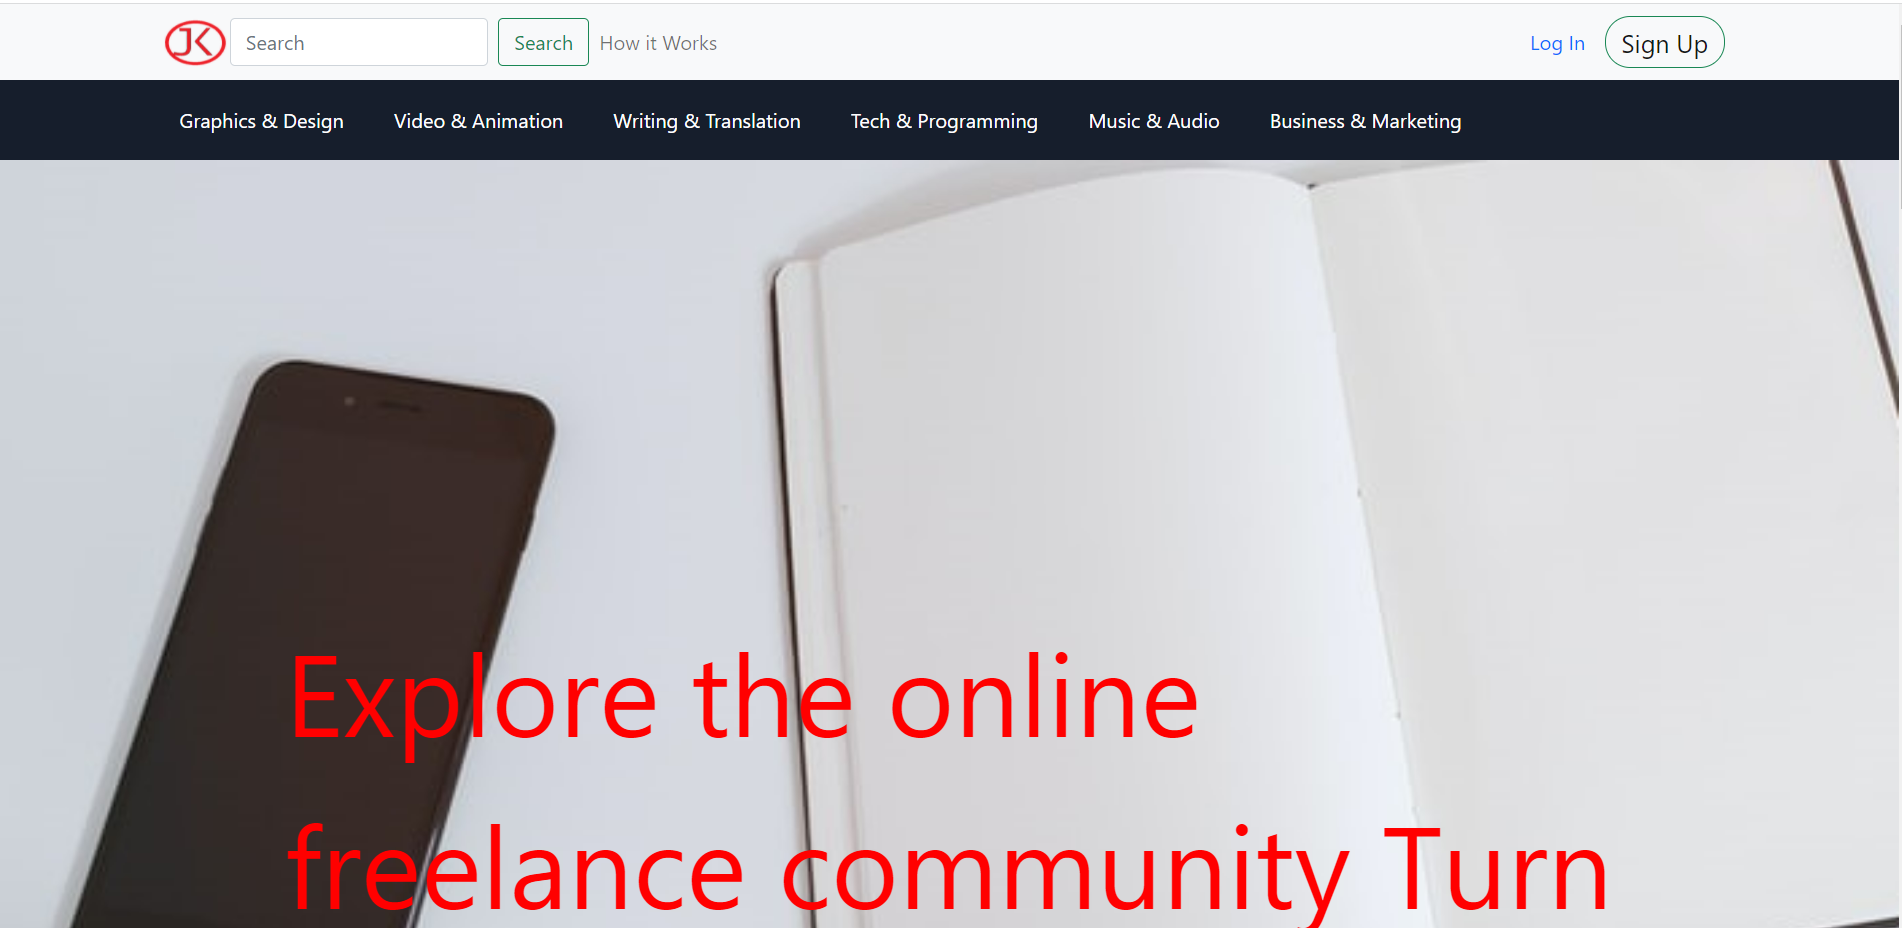 JK Search Search How it Works Log In Sign Up
Graphics & Design Video & Animation Writing & Translation Tech & Programming Music & Audio Business & Marketing
Explore the online
freelance community Turn